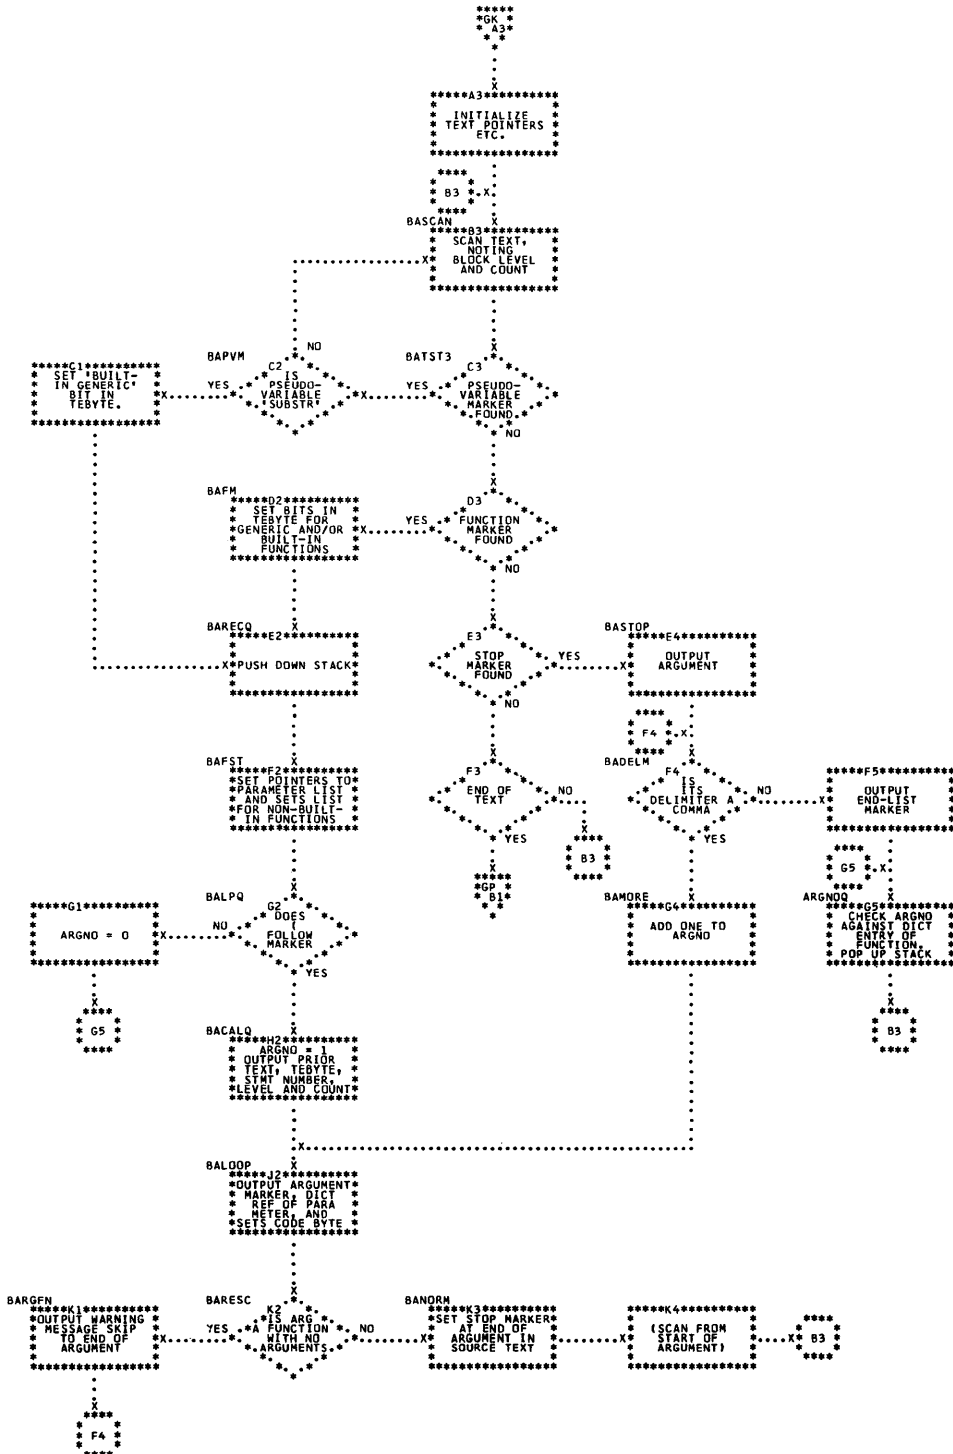 GK
A3
A3
INITIALIZE
TEXT POINTERS
ETC.
B3
BASCAN
B3
SCAN TEXT,
NOTING
BLOCK LEVEL
AND COUNT
NO
BAPVM
BATST3
C1
SET 'BUILT-
IN GENERIC'
BIT IN
TEBYTE.
YES
C2
IS
PSEUDO-
VARIABLE
'SUBSTR'
YES
C3
PSEUDO-
VARIABLE
MARKER
FOUND
NO
BAFM
D2
SET BITS IN
TEBYTE FOR
GENERIC AND/OR
BUILT-IN
FUNCTIONS
YES
D3
FUNCTION
MARKER
FOUND
NO
BARECQ
E2
PUSH DOWN STACK
E3
STOP
MARKER
FOUND
YES
NO
BASTOP
E4
OUTPUT
ARGUMENT
F4
BAFST
F2
SET POINTERS TO
PARAMETER LIST
AND SETS LIST
FOR NON-BUILT-
IN FUNCTIONS
F3
END OF
TEXT
NO
YES
B3
GP
B1
BADELM
F4
IS
ITS
DELIMITER A
COMMA
NO
YES
F5
OUTPUT
END-LIST
MARKER
G5
G1
ARGNO = 0
NO
BALPQ
G2
DOES
(
FOLLOW
MARKER
YES
BAMORE
G4
ADD ONE TO
ARGNO
ARGNOQ
G5
CHECK ARGNO
AGAINST DICT
ENTRY OF
FUNCTION.
POP UP STACK
G5
B3
BACALQ
H2
ARGNO = 1
OUTPUT PRIOR
TEXT, TEBYTE,
STMT NUMBER,
LEVEL AND COUNT
BALOOP
J2
OUTPUT ARGUMENT
MARKER, DICT
REF OF PARA
METER, AND
SETS CODE BYTE
BARGFN
K1
OUTPUT WARNING
MESSAGE SKIP
TO END OF
ARGUMENT
YES
BARESC
K2
IS ARG
A FUNCTION
WITH NO
ARGUMENTS
NO
BANORM
K3
SET STOP MARKER
AT END OF
ARGUMENT IN
SOURCE TEXT
K4
(SCAN FROM
START OF
ARGUMENT)
B3
F4